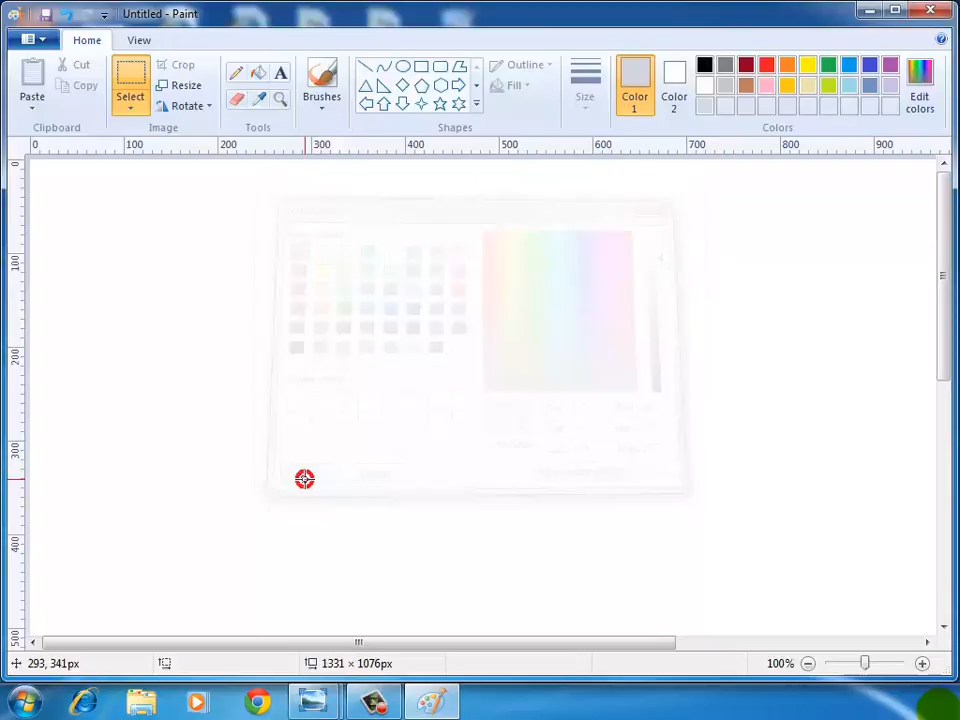 Untitled - Paint
Home
View
Paste
Cut
Copy
Clipboard
Select
Crop
Resize
Rotate
Image
A
Tools
Brushes
Outline
Fill
Shapes
Size
Color 1
Color 2
Edit colors
Colors
0 100 200 300 400 500 600 700 800 900
0
100
200
300
400
500
293, 341px
1331 × 1076px
100%